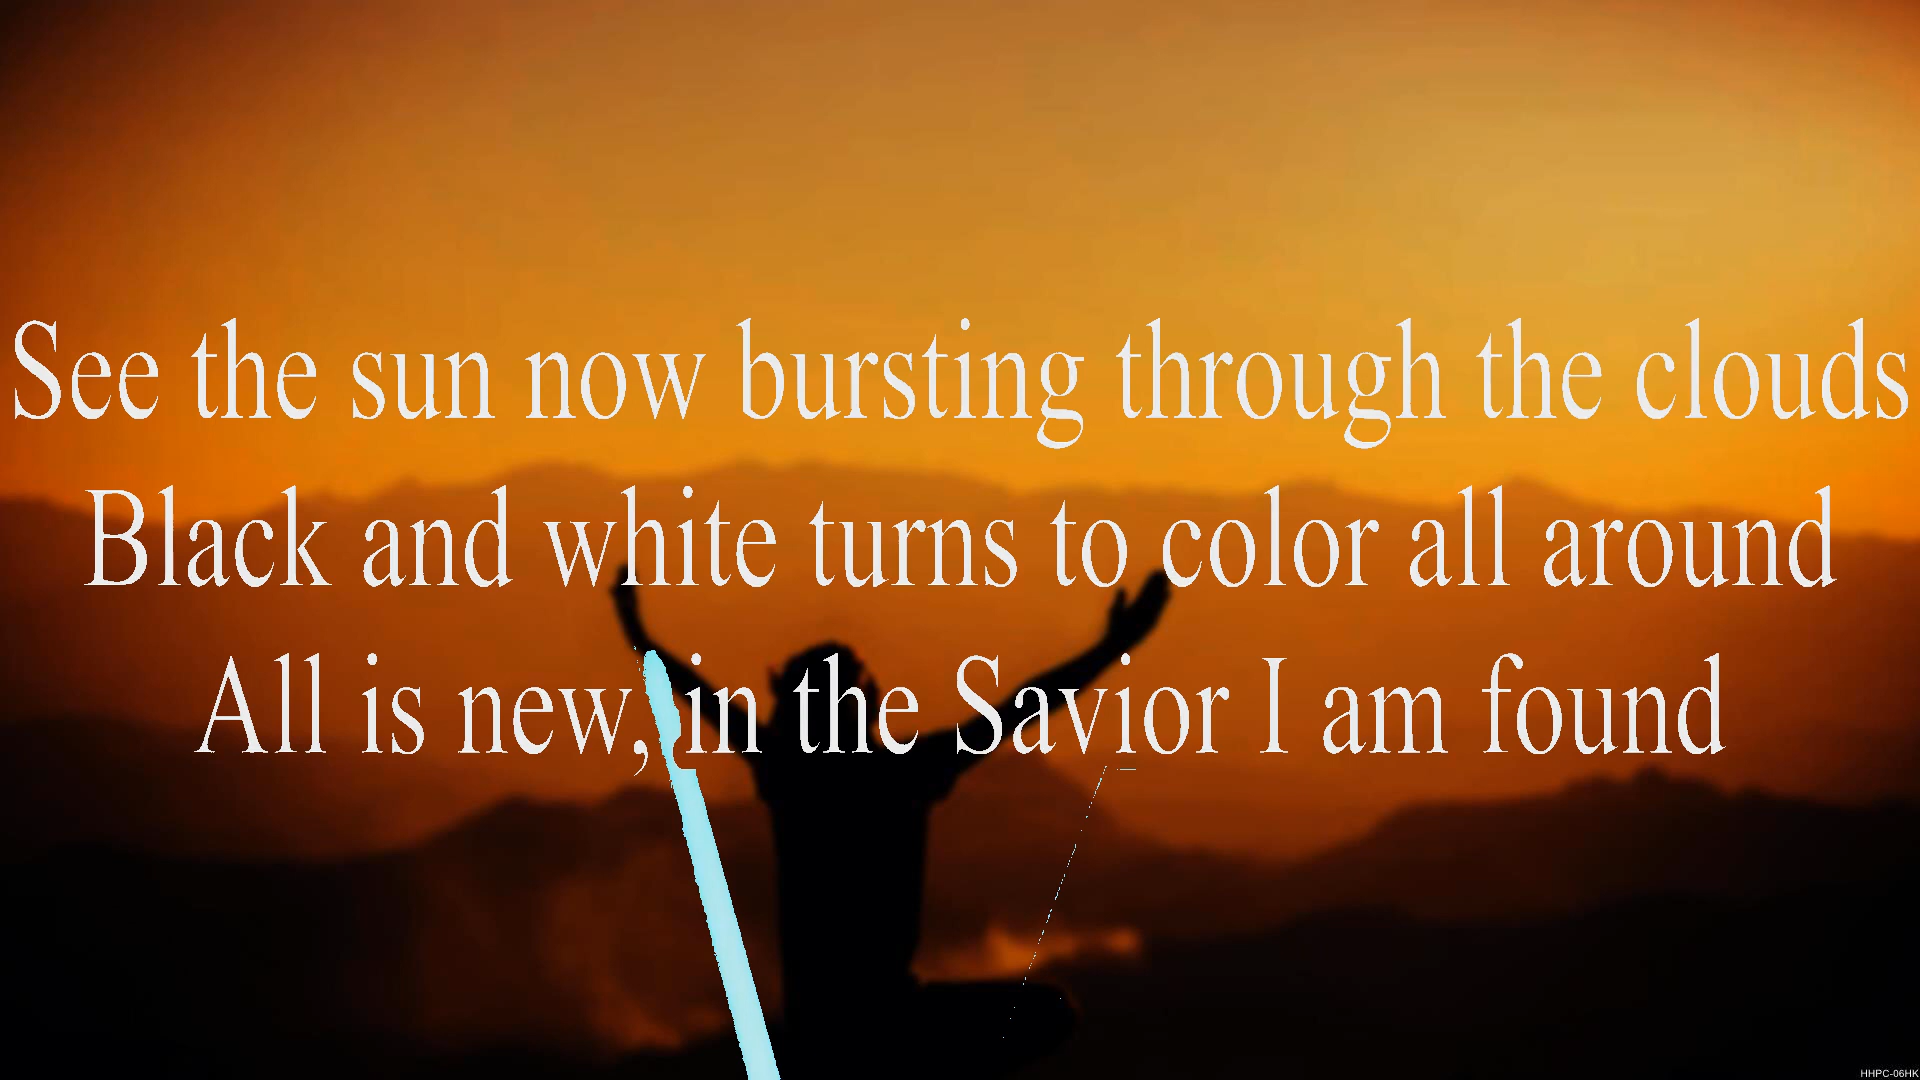 See the sun now bursting through the clouds
Black and white turns to color all around
All is new, in the Savior I am found
HHPC-06HK